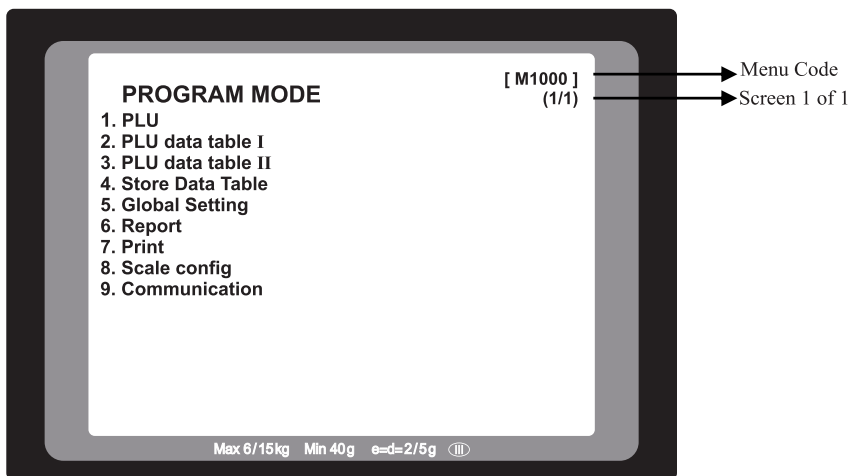 PROGRAM MODE
[ M1000 ]
(1/1)
Menu Code
Screen 1 of 1
1. PLU
2. PLU data table I
3. PLU data table II
4. Store Data Table
5. Global Setting
6. Report
7. Print
8. Scale config
9. Communication
Max 6/15kg Min 40g e=d=2/5g III